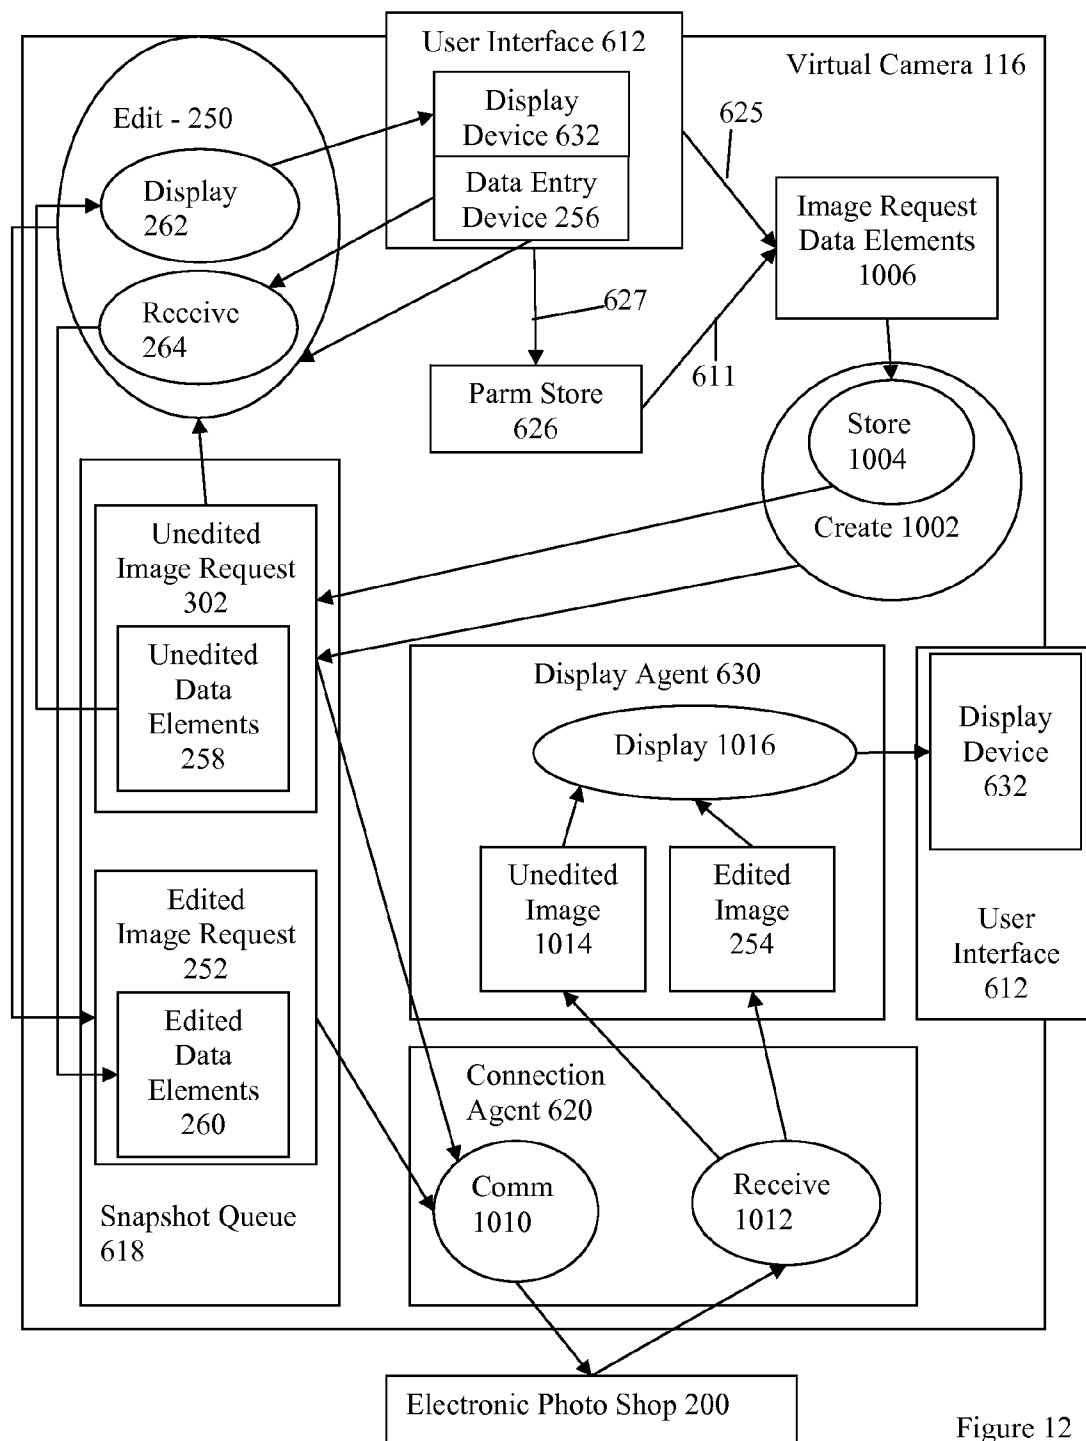 User Interface 612
Virtual Camera 116
Edit - 250
Display
Device 632
625
Display
262
Data Entry
Device 256
Image Request
Data Elements
1006
Receive
264
627
611
Parm Store
626
Store
1004
Create 1002
Unedited
Image Request
302
Unedited
Data
Elements
258
Display Agent 630
Display 1016
Display
Device
632
Unedited
Image
1014
Edited
Image
254
User
Interface
612
Edited
Image Request
252
Edited
Data
Elements
260
Connection
Agent 620
Comm
1010
Receive
1012
Snapshot Queue
618
Electronic Photo Shop 200
Figure 12